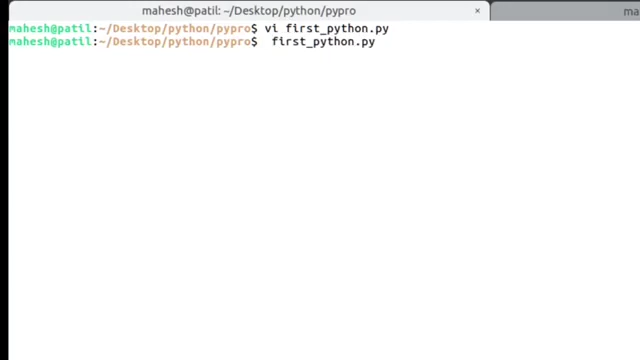 mahesh@patil: ~/Desktop/python/pypro × ma
mahesh@patil:~/Desktop/python/pypro$ vi first_python.py
mahesh@patil:~/Desktop/python/pypro$  first_python.py